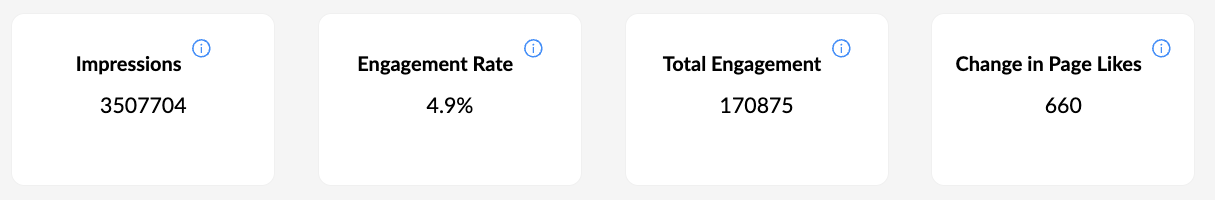 Impressions
3507704
Engagement Rate
4.9%
Total Engagement
170875
Change in Page Likes
660